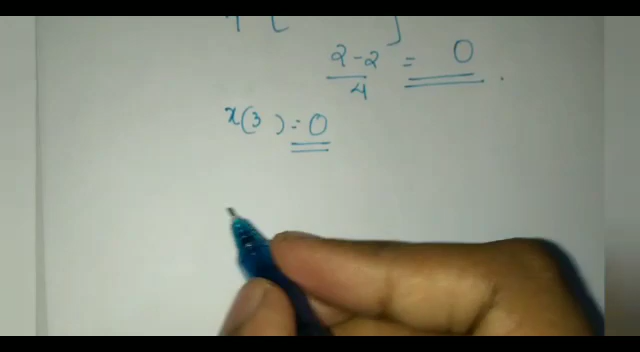 2 - 2 = 0 .
4
x(3) = 0